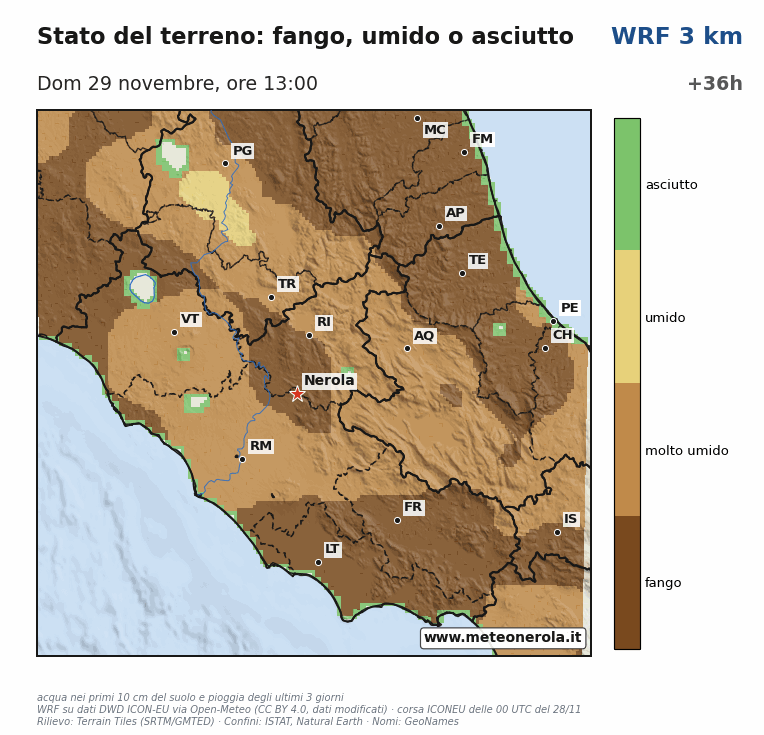 Stato del terreno: fango, umido o asciutto
WRF 3 km
Dom 29 novembre, ore 13:00
+36h
MC
FM
PG
AP
TE
TR
PE
VT
RI
AQ
CH
Nerola
RM
FR
IS
LT
www.meteonerola.it
asciutto
umido
molto umido
fango
acqua nei primi 10 cm del suolo e pioggia degli ultimi 3 giorni
WRF su dati DWD ICON-EU via Open-Meteo (CC BY 4.0, dati modificati) · corsa ICONEU delle 00 UTC del 28/11
Rilievo: Terrain Tiles (SRTM/GMTED) · Confini: ISTAT, Natural Earth · Nomi: GeoNames